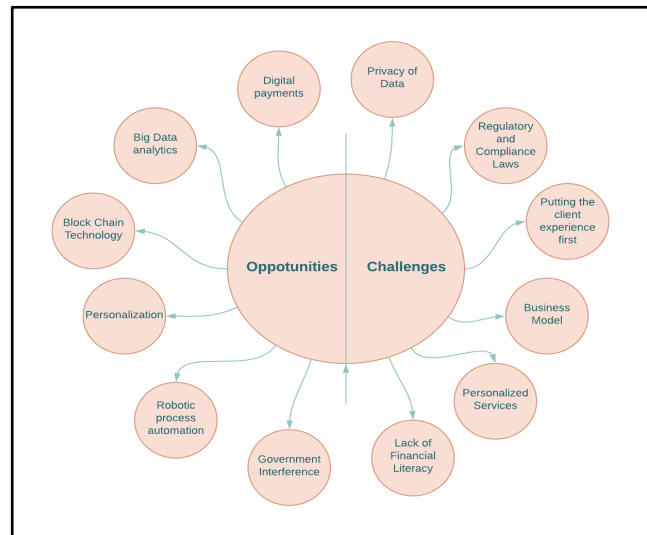 Digital
payments
Privacy of
Data
Big Data
analytics
Regulatory
and
Compliance
Laws
Block Chain
Technology
Putting the
client
experience
first
Oppotunities
Challenges
Personalization
Business
Model
Robotic
process
automation
Personalized
Services
Government
Interference
Lack of
Financial
Literacy